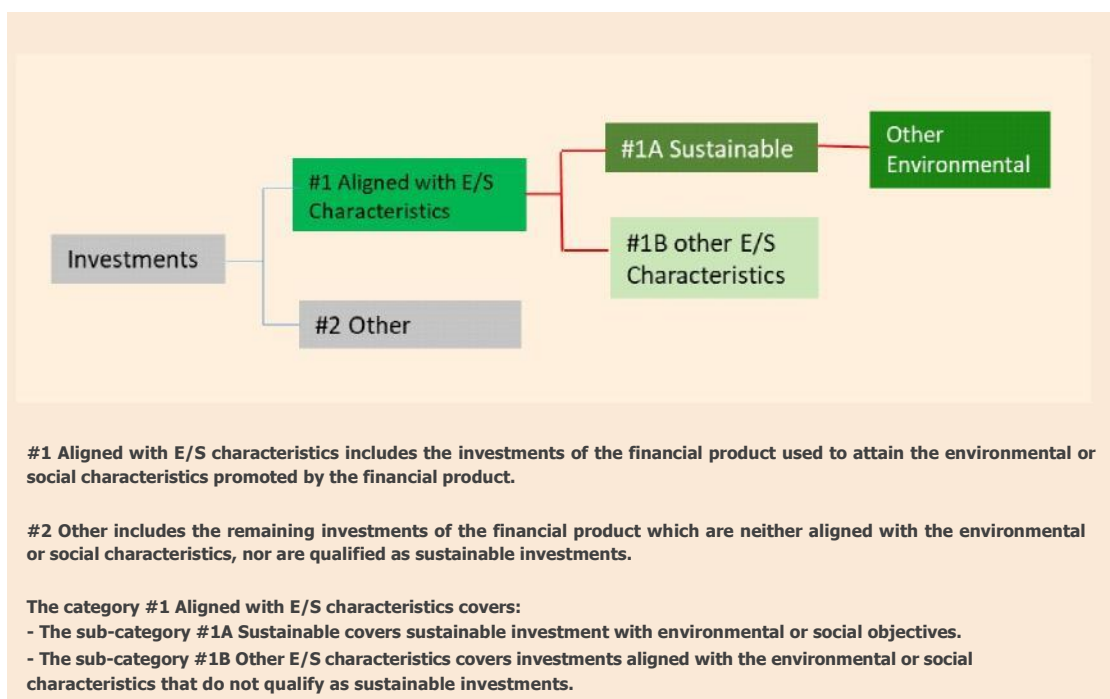 Investments
#1 Aligned with E/S
Characteristics
#2 Other
#1A Sustainable
#1B other E/S
Characteristics
Other
Environmental
#1 Aligned with E/S characteristics includes the investments of the financial product used to attain the environmental or
social characteristics promoted by the financial product.
#2 Other includes the remaining investments of the financial product which are neither aligned with the environmental
or social characteristics, nor are qualified as sustainable investments.
The category #1 Aligned with E/S characteristics covers:
- The sub-category #1A Sustainable covers sustainable investment with environmental or social objectives.
- The sub-category #1B Other E/S characteristics covers investments aligned with the environmental or social
characteristics that do not qualify as sustainable investments.